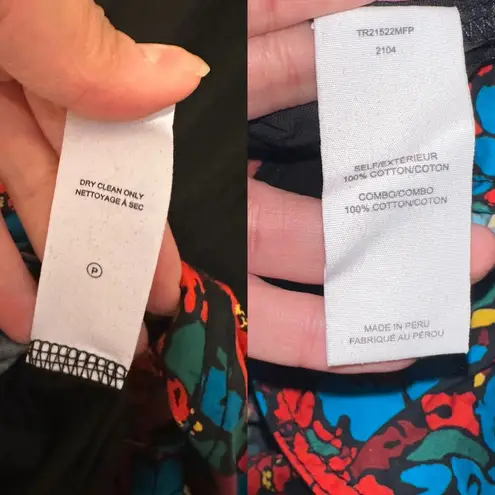 DRY CLEAN ONLY
NETTOYAGE À SEC
P
TR21522MFP
2104
SELF/EXTÉRIEUR
100% COTTON/COTON
COMBO/COMBO
100% COTTON/COTON
MADE IN PERU
FABRIQUÉ AU PÉROU